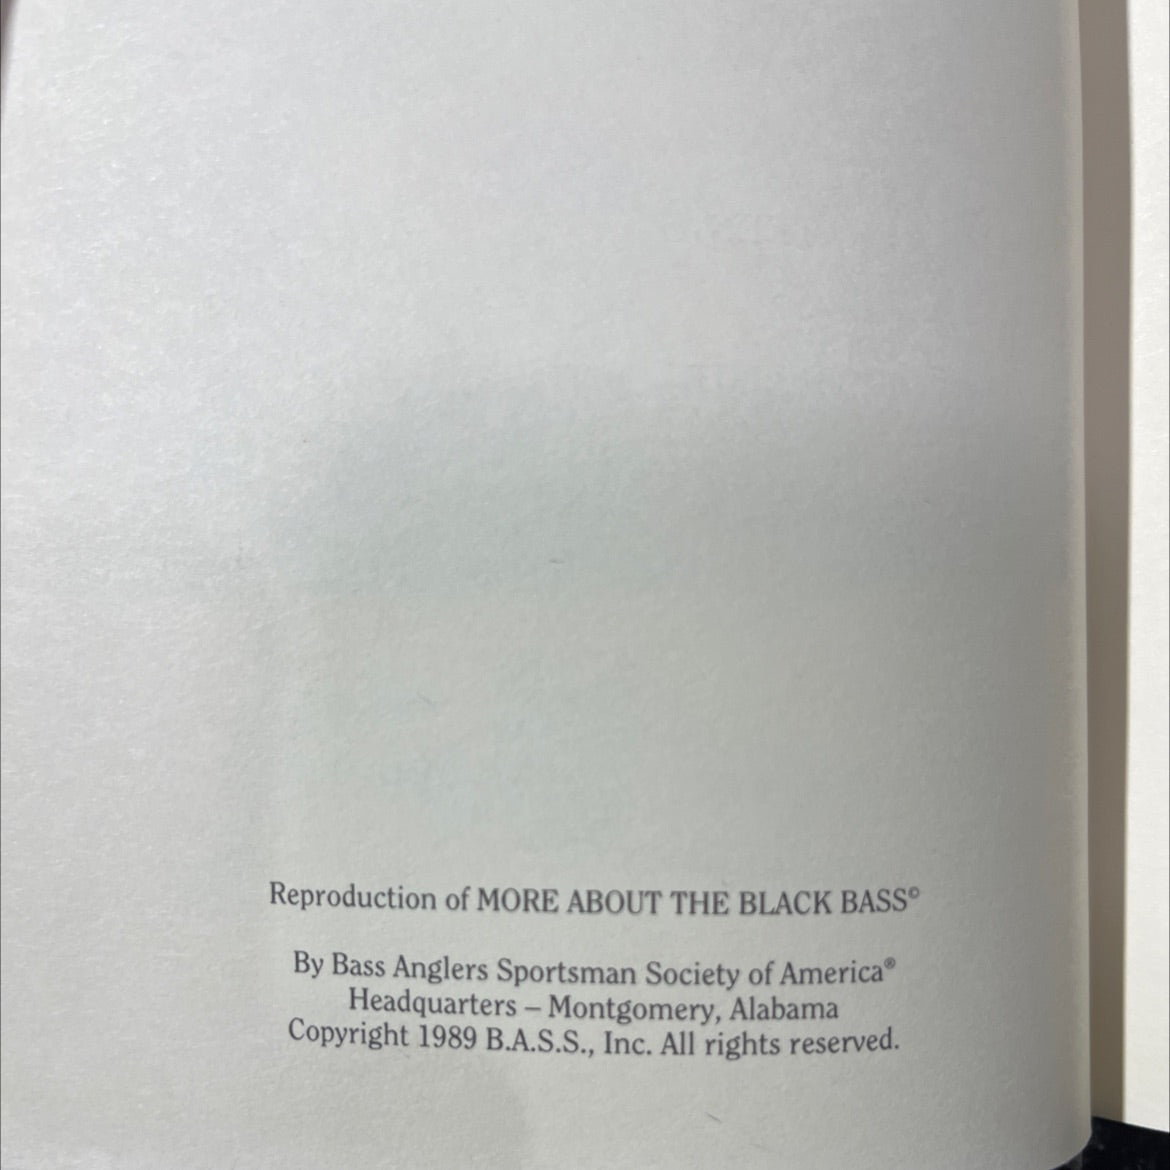 Reproduction of MORE ABOUT THE BLACK BASS©
By Bass Anglers Sportsman Society of America®
Headquarters – Montgomery, Alabama
Copyright 1989 B.A.S.S., Inc. All rights reserved.